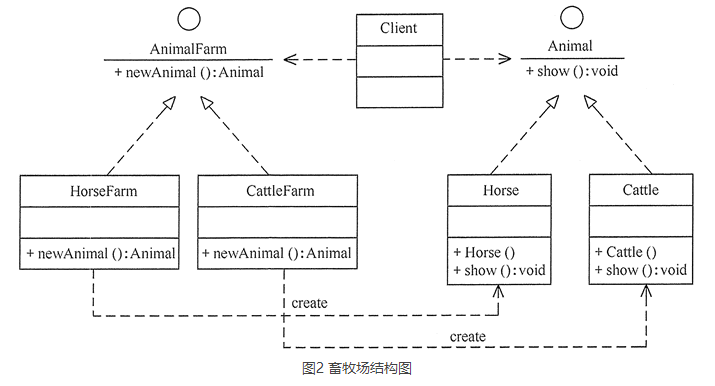 Client
AnimalFarm
+ newAnimal ( ) : Animal
Animal
+ show ( ) : void
HorseFarm
+ newAnimal ( ) : Animal
CattleFarm
+ newAnimal ( ) : Animal
Horse
+ Horse ( )
+ show ( ) : void
Cattle
+ Cattle ( )
+ show ( ) : void
create
create
图2 畜牧场结构图